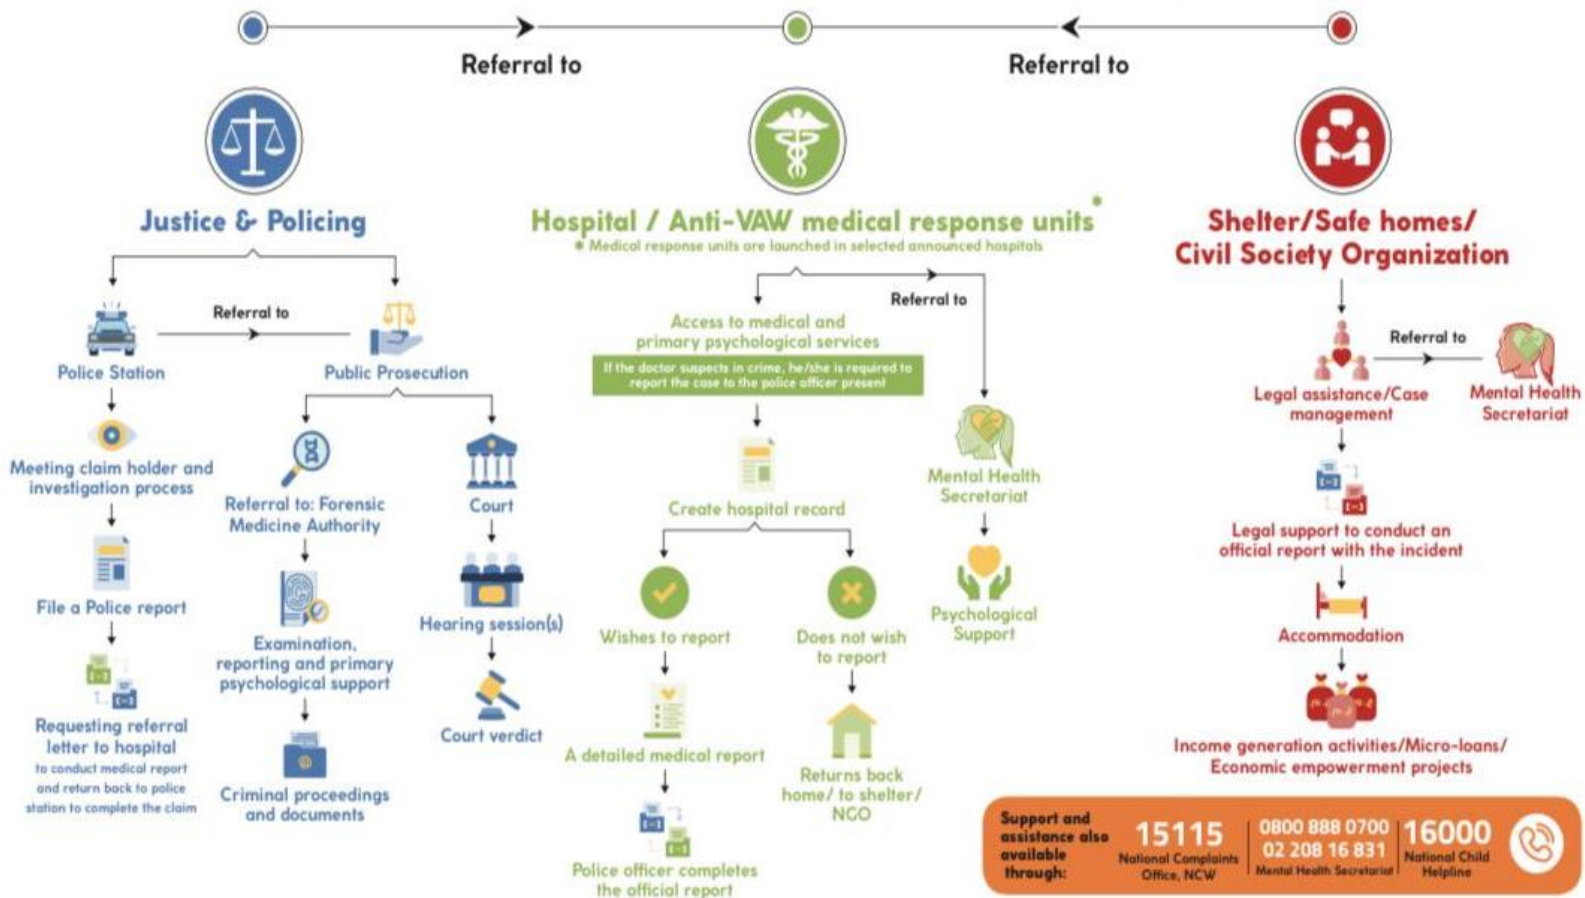 Referral to
Referral to
Justice & Policing
Referral to
Police Station
Public Prosecution
Meeting claim holder and
investigation process
File a Police report
Requesting referral
letter to hospital
to conduct medical report
and return back to police
station to complete the claim
Referral to: Forensic
Medicine Authority
Examination,
reporting and primary
psychological support
Criminal proceedings
and documents
Court
Hearing session(s)
Court verdict
Hospital / Anti-VAW medical response units*
* Medical response units are launched in selected announced hospitals
Referral to
Access to medical and
primary psychological services
If the doctor suspects in crime, he/she is required to
report the case to the police officer present
Create hospital record
Wishes to report
A detailed medical report
Police officer completes
the official report
Does not wish
to report
Returns back
home/ to shelter/
NGO
Mental Health
Secretariat
Psychological
Support
Shelter/Safe homes/
Civil Society Organization
Referral to
Legal assistance/Case
management
Mental Health
Secretariat
Legal support to conduct an
official report with the incident
Accommodation
Income generation activities/Micro-loans/
Economic empowerment projects
Support and
assistance also
available
through:
15115
National Complaints
Office, NCW
0800 888 0700
02 208 16 831
Mental Health Secretariat
16000
National Child
Helpline